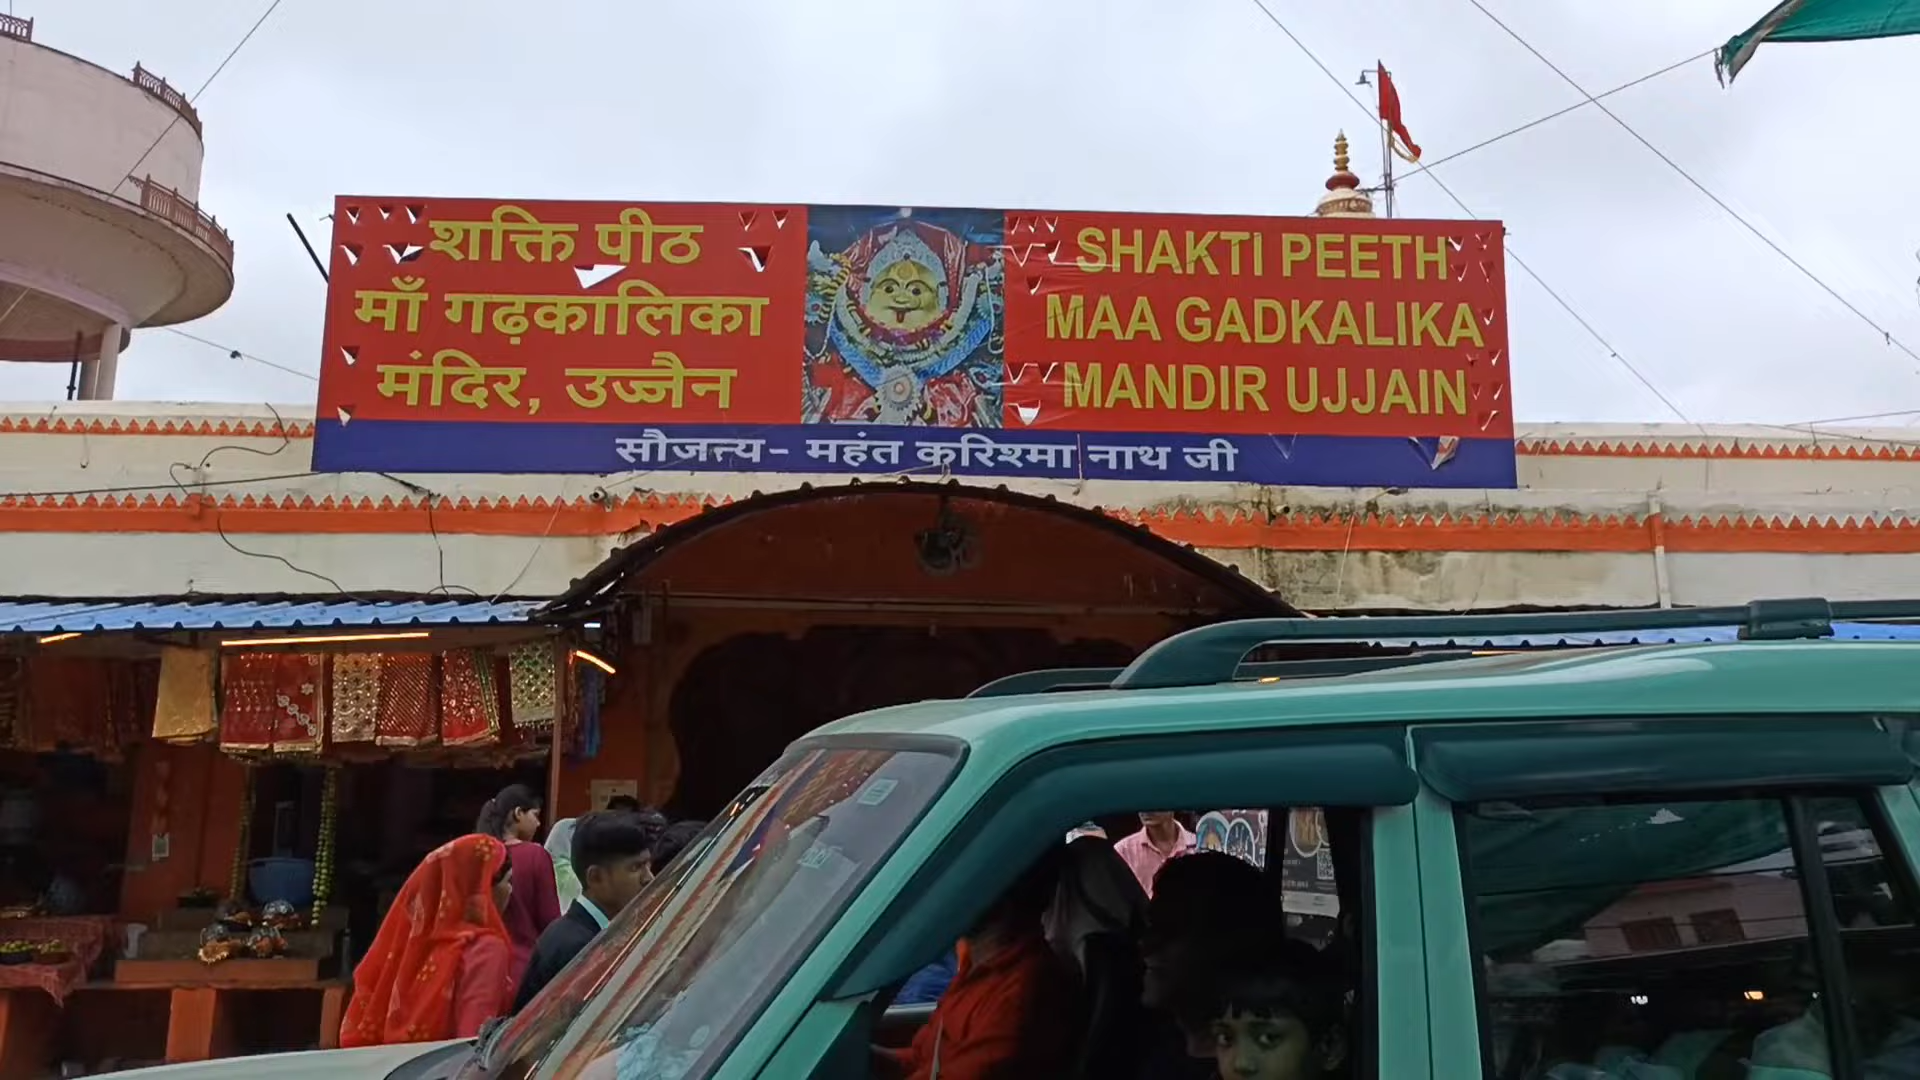 शक्ति पीठ
माँ गढ़कालिका
मंदिर, उज्जैन
SHAKTI PEETH
MAA GADKALIKA
MANDIR UJJAIN
सौजन्य- महंत करिश्मा नाथ जी